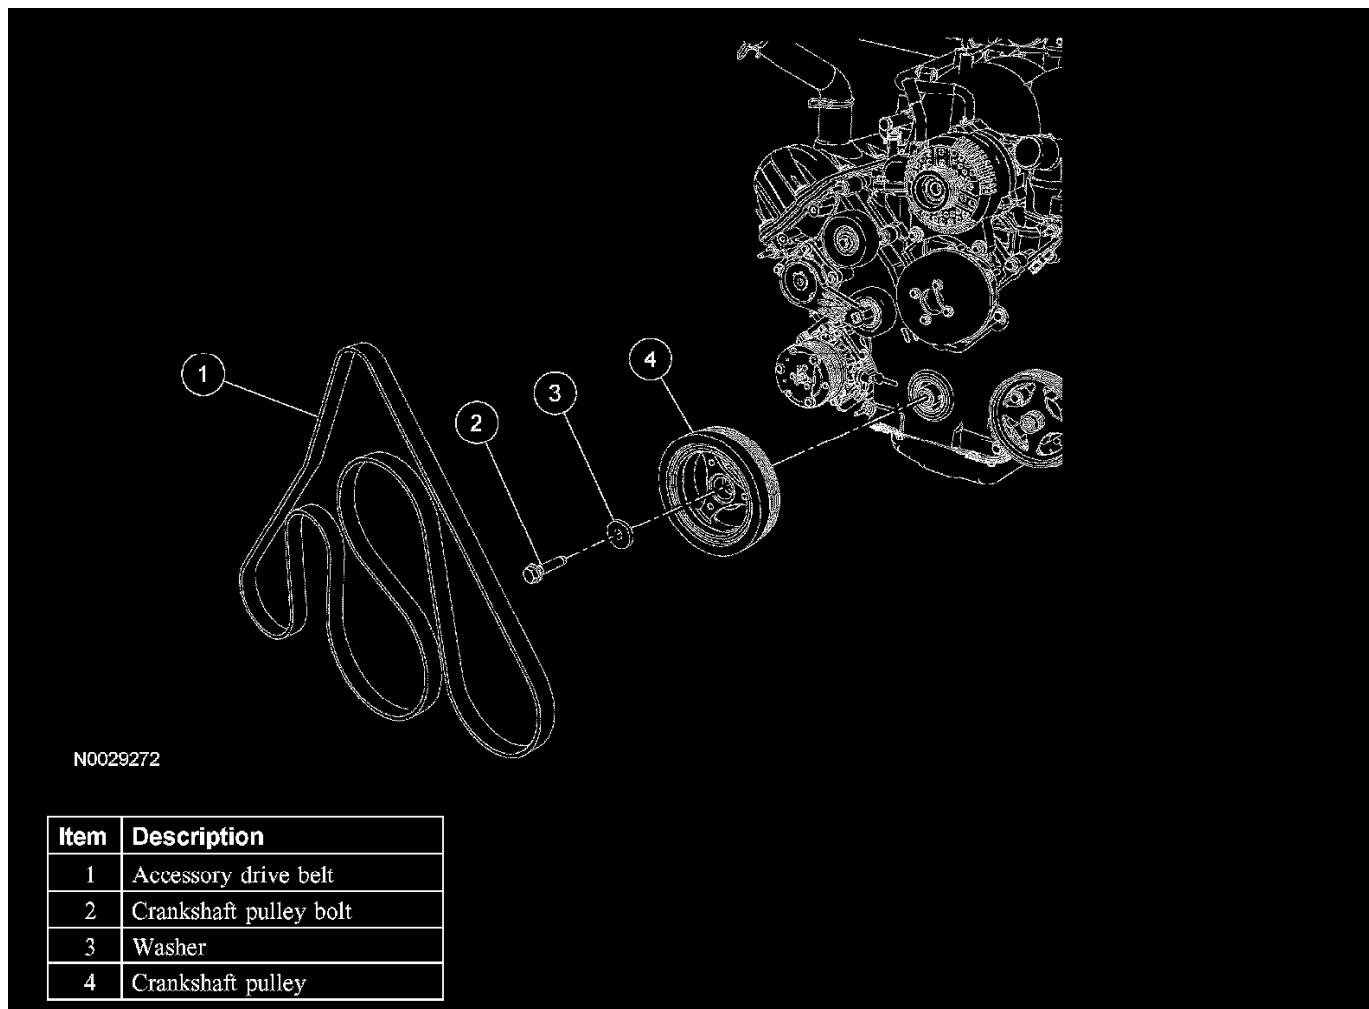 1
2
3
4
N0029272
Item Description
1 Accessory drive belt
2 Crankshaft pulley bolt
3 Washer
4 Crankshaft pulley